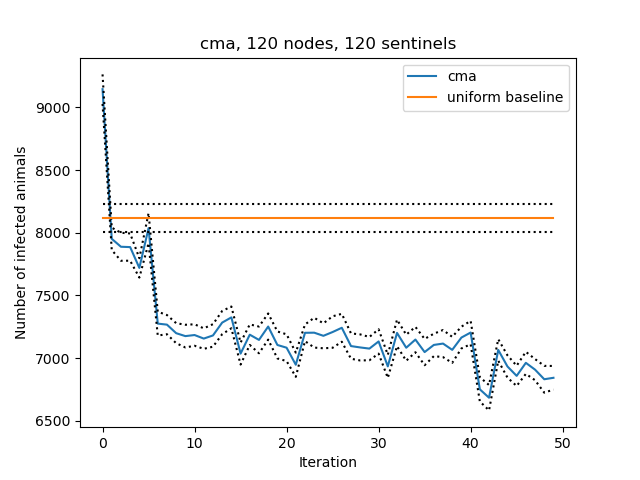 cma, 120 nodes, 120 sentinels
cma
uniform baseline
Number of infected animals
9000
8500
8000
7500
7000
6500
0
10
20
30
40
50
Iteration